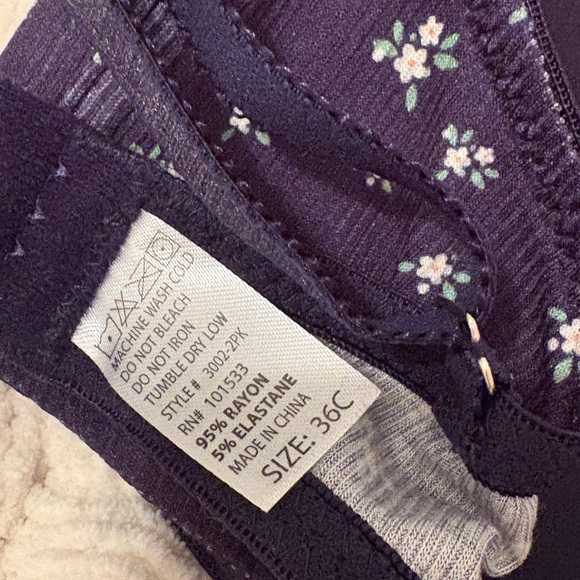 MACHINE WASH COLD
DO NOT BLEACH
DO NOT IRON
TUMBLE DRY LOW
STYLE# 3002-2PK
RN# 101533
95% RAYON
5% ELASTANE
MADE IN CHINA
SIZE: 36C